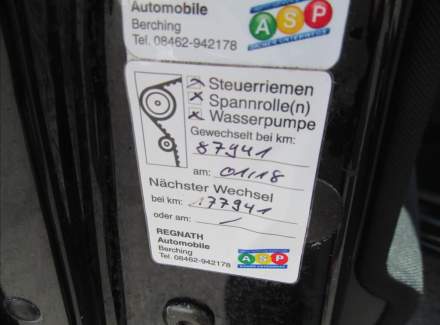 Automobile
Berching
Tel. 08462-942178
ASP
Steuerriemen
Spannrolle(n)
Wasserpumpe
Gewechselt bei km:
87941
am: 01/18
Nächster Wechsel
bei km: 177941
oder am: /
REGNATH
Automobile
Berching
Tel. 08462-942178
ASP